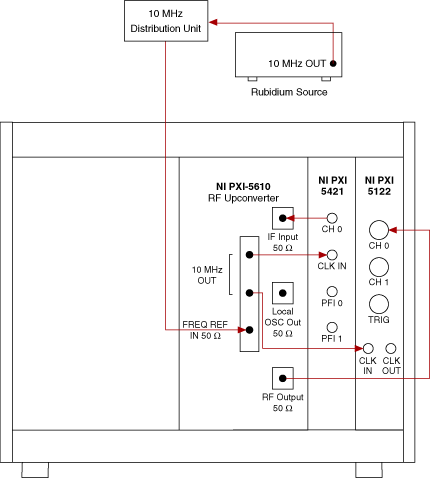 10 MHz
Distribution Unit
10 MHz OUT
Rubidium Source
NI PXI-5610
RF Upconverter
IF Input
50 Ω
10 MHz
OUT
Local
OSC Out
50 Ω
FREQ REF
IN 50 Ω
RF Output
50 Ω
NI PXI
5421
CH 0
CLK IN
PFI 0
PFI 1
NI PXI
5122
CH 0
CH 1
TRIG
CLK
IN
CLK
OUT